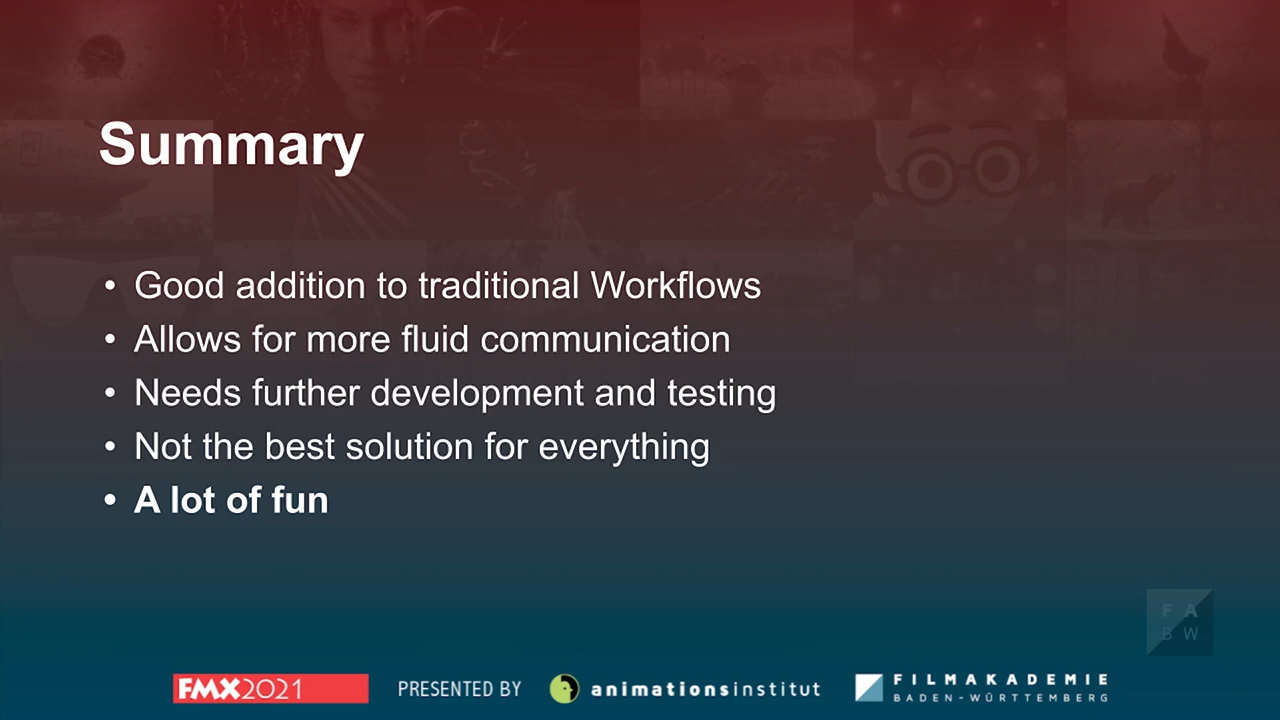 Summary
• Good addition to traditional Workflows
• Allows for more fluid communication
• Needs further development and testing
• Not the best solution for everything
• A lot of fun
F A
B W
FMX2021 PRESENTED BY animationsinstitut FILMAKADEMIE
BADEN-WÜRTTEMBERG